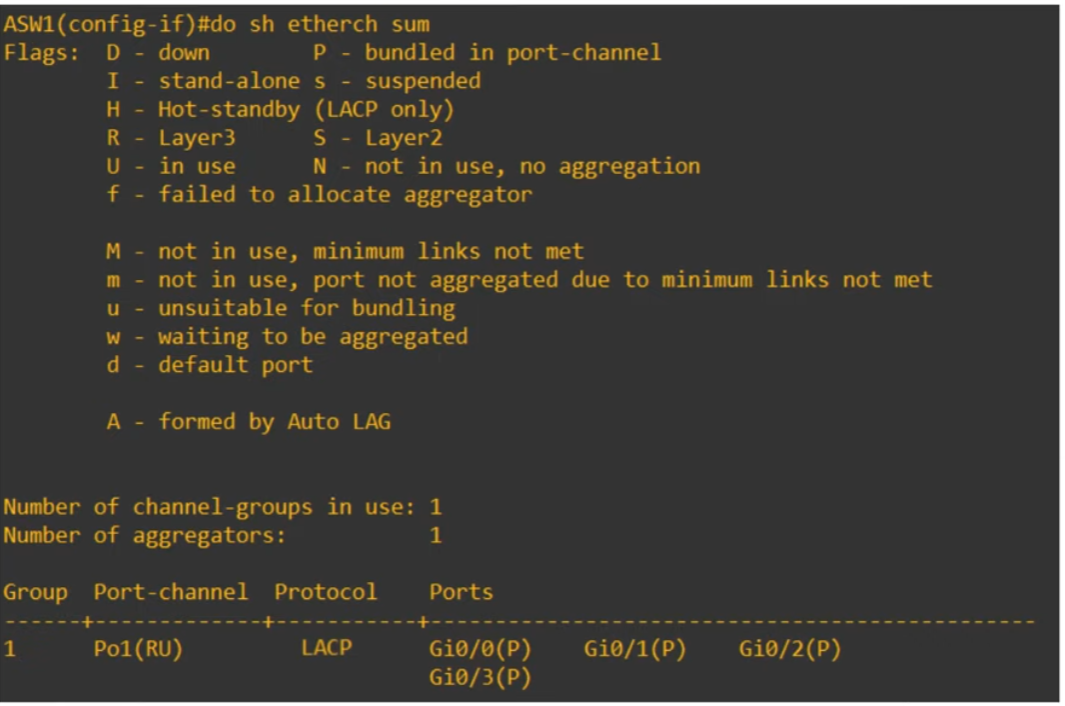 ASW1(config-if)#do sh etherch sum
Flags:  D - down        P - bundled in port-channel
        I - stand-alone s - suspended
        H - Hot-standby (LACP only)
        R - Layer3      S - Layer2
        U - in use      N - not in use, no aggregation
        f - failed to allocate aggregator

        M - not in use, minimum links not met
        m - not in use, port not aggregated due to minimum links not met
        u - unsuitable for bundling
        w - waiting to be aggregated
        d - default port

        A - formed by Auto LAG


Number of channel-groups in use: 1
Number of aggregators:           1

Group  Port-channel  Protocol    Ports
------+-------------+-----------+-----------------------------------------------
1      Po1(RU)         LACP      Gi0/0(P)    Gi0/1(P)    Gi0/2(P)
                                 Gi0/3(P)